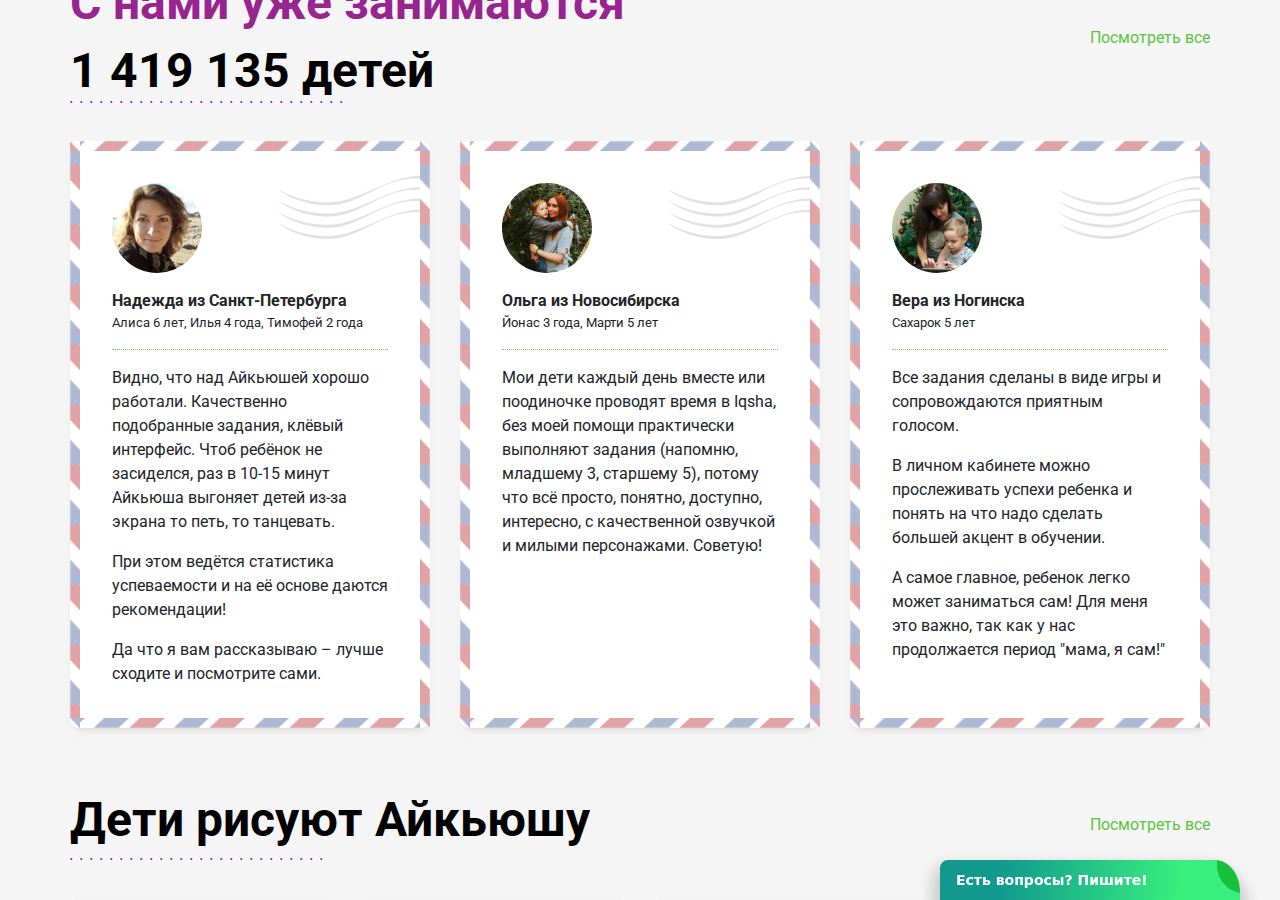 С нами уже занимаются
1 419 135 детей
Посмотреть все
Надежда из Санкт-Петербурга
Алиса 6 лет, Илья 4 года, Тимофей 2 года
Видно, что над Айкьюшей хорошо
работали. Качественно
подобранные задания, клёвый
интерфейс. Чтоб ребёнок не
засиделся, раз в 10-15 минут
Айкьюша выгоняет детей из-за
экрана то петь, то танцевать.
При этом ведётся статистика
успеваемости и на её основе даются
рекомендации!
Да что я вам рассказываю – лучше
сходите и посмотрите сами.
Ольга из Новосибирска
Йонас 3 года, Марти 5 лет
Мои дети каждый день вместе или
поодиночке проводят время в Iqsha,
без моей помощи практически
выполняют задания (напомню,
младшему 3, старшему 5), потому
что всё просто, понятно, доступно,
интересно, с качественной озвучкой
и милыми персонажами. Советую!
Вера из Ногинска
Сахарок 5 лет
Все задания сделаны в виде игры и
сопровождаются приятным
голосом.
В личном кабинете можно
прослеживать успехи ребенка и
понять на что надо сделать
большей акцент в обучении.
А самое главное, ребенок легко
может заниматься сам! Для меня
это важно, так как у нас
продолжается период "мама, я сам!"
Дети рисуют Айкьюшу
Посмотреть все
Есть вопросы? Пишите!